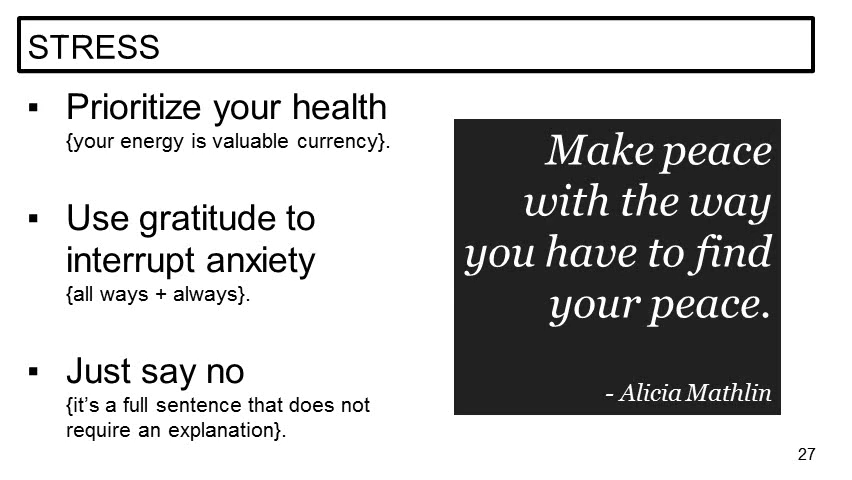 STRESS
▪ Prioritize your health
{your energy is valuable currency}.
▪ Use gratitude to
interrupt anxiety
{all ways + always}.
▪ Just say no
{it’s a full sentence that does not
require an explanation}.
Make peace
with the way
you have to find
your peace.
- Alicia Mathlin
27